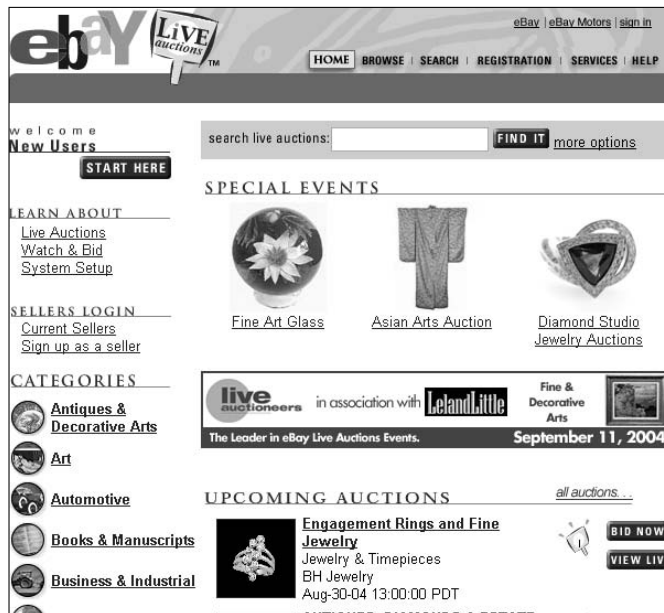 ebaY LiVE auctions TM
eBay | eBay Motors | sign in
HOME BROWSE | SEARCH | REGISTRATION | SERVICES | HELP
welcome
New Users
START HERE
LEARN ABOUT
Live Auctions
Watch & Bid
System Setup
SELLERS LOGIN
Current Sellers
Sign up as a seller
CATEGORIES
Antiques &
Decorative Arts
Art
Automotive
Books & Manuscripts
Business & Industrial
search live auctions: FIND IT more options
SPECIAL EVENTS
Fine Art Glass
Asian Arts Auction
Diamond Studio
Jewelry Auctions
live auctioneers in association with LelandLittle
Fine &
Decorative
Arts
The Leader in eBay Live Auctions Events. September 11, 2004
UPCOMING AUCTIONS all auctions...
Engagement Rings and Fine
Jewelry
Jewelry & Timepieces
BH Jewelry
Aug-30-04 13:00:00 PDT
BID NOW
VIEW LIV